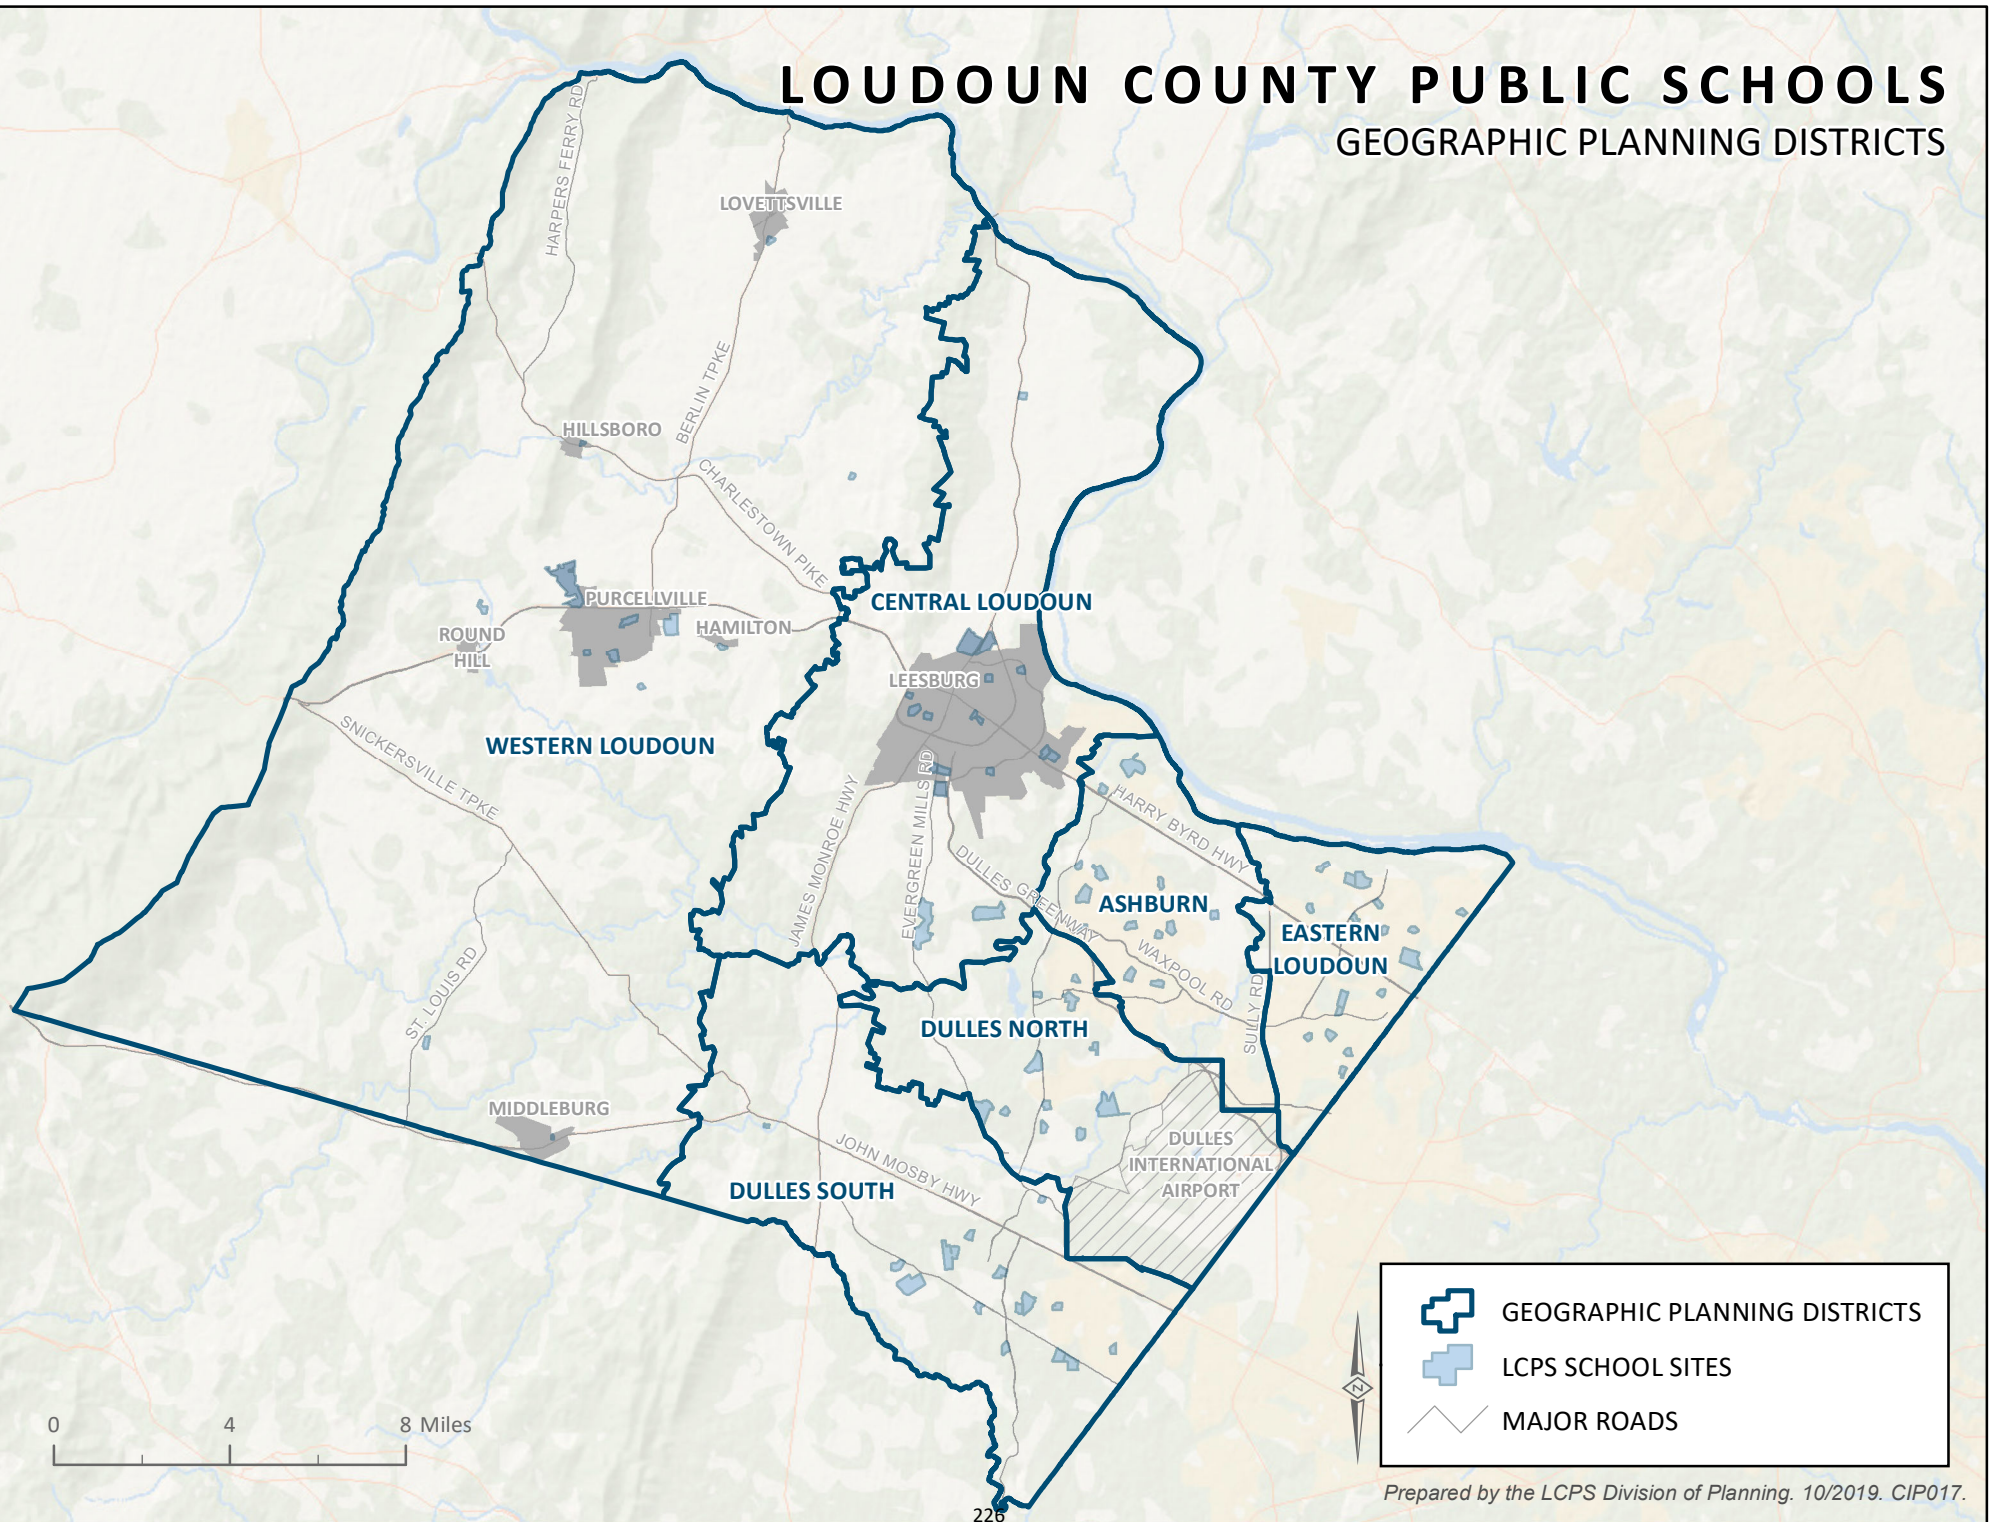 LOUDOUN COUNTY PUBLIC SCHOOLS
GEOGRAPHIC PLANNING DISTRICTS
HARPERS FERRY RD
LOVETTSVILLE
BERLIN TPKE
HILLSBORO
CHARLESTOWN PIKE
PURCELLVILLE
HAMILTON
ROUND
HILL
CENTRAL LOUDOUN
LEESBURG
WESTERN LOUDOUN
SNICKERSVILLE TPKE
JAMES MONROE HWY
EVERGREEN MILLS RD
HARRY BYRD HWY
DULLES GREENWAY
ASHBURN
EASTERN
LOUDOUN
WAXPOOL RD
SULLY RD
ST. LOUIS RD
DULLES NORTH
MIDDLEBURG
DULLES
INTERNATIONAL
AIRPORT
JOHN MOSBY HWY
DULLES SOUTH
GEOGRAPHIC PLANNING DISTRICTS
LCPS SCHOOL SITES
MAJOR ROADS
N
0 4 8 Miles
Prepared by the LCPS Division of Planning. 10/2019. CIP017.
226